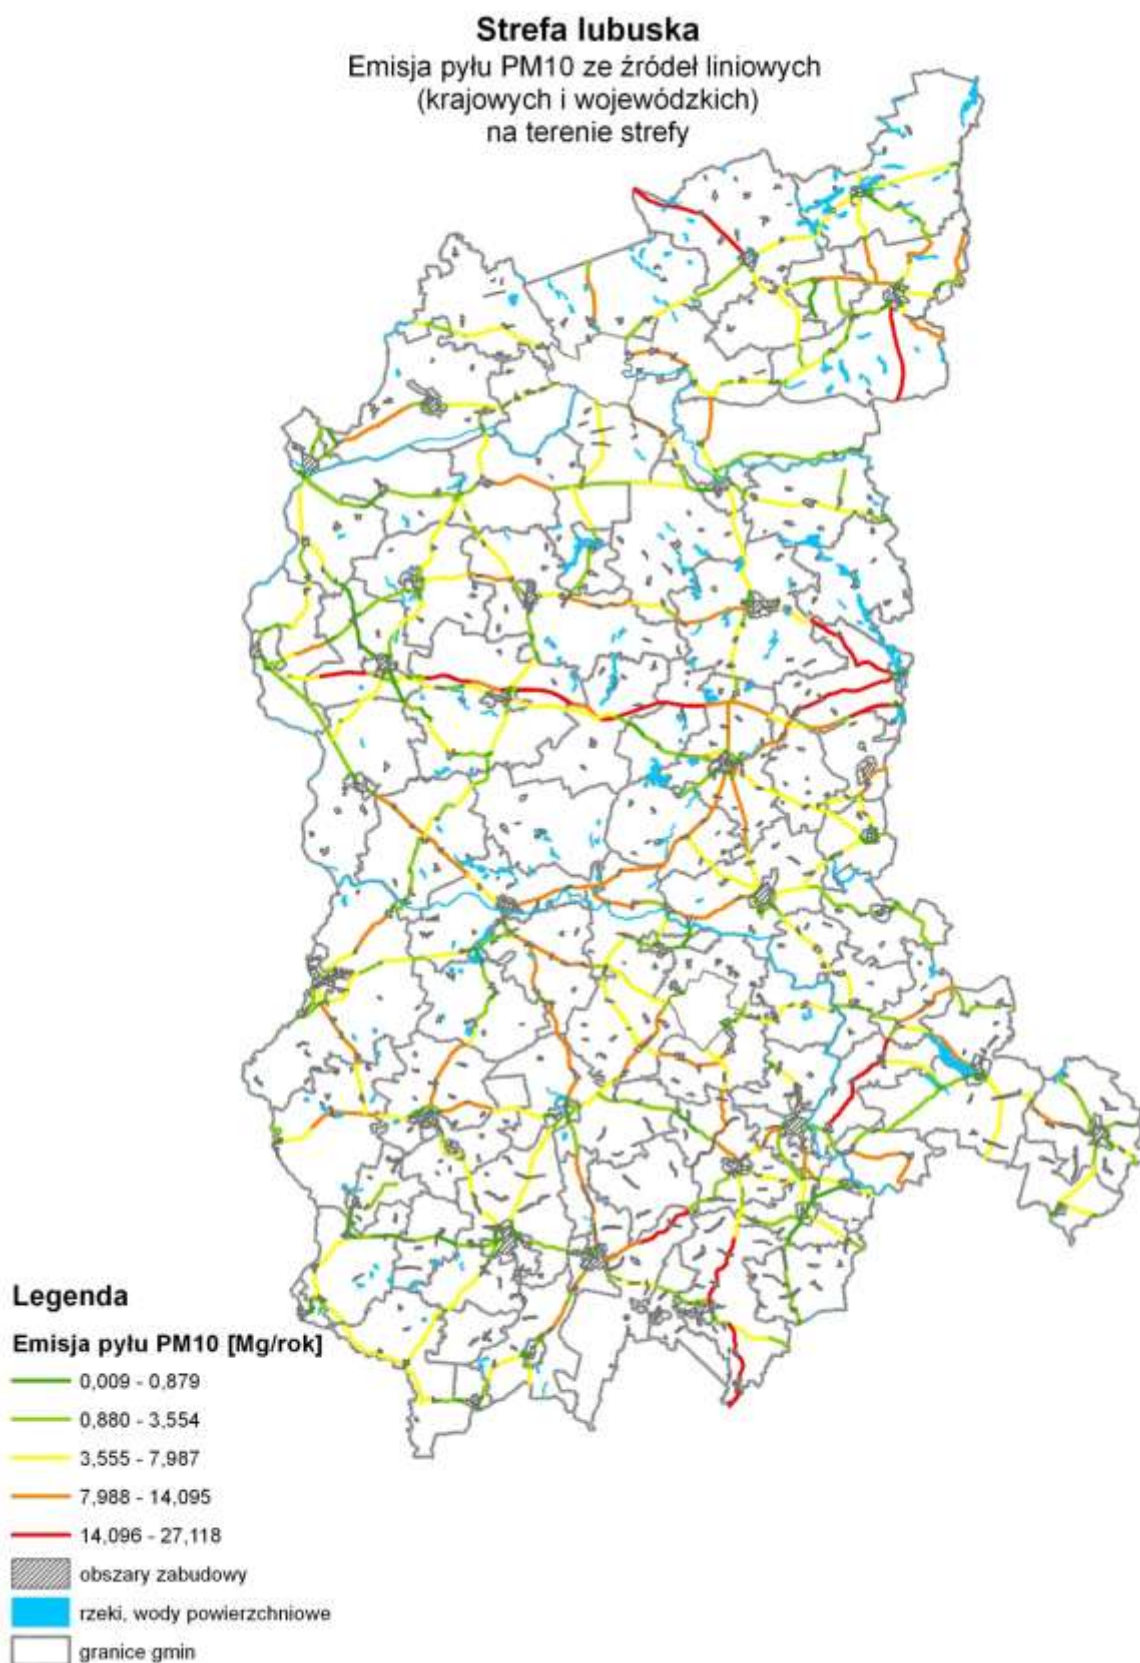 Strefa lubuska
Emisja pyłu PM10 ze źródeł liniowych
(krajowych i wojewódzkich)
na terenie strefy
Legenda
Emisja pyłu PM10 [Mg/rok]
0,009 - 0,879
0,880 - 3,554
3,555 - 7,987
7,988 - 14,095
14,096 - 27,118
obszary zabudowy
rzeki, wody powierzchniowe
granice gmin